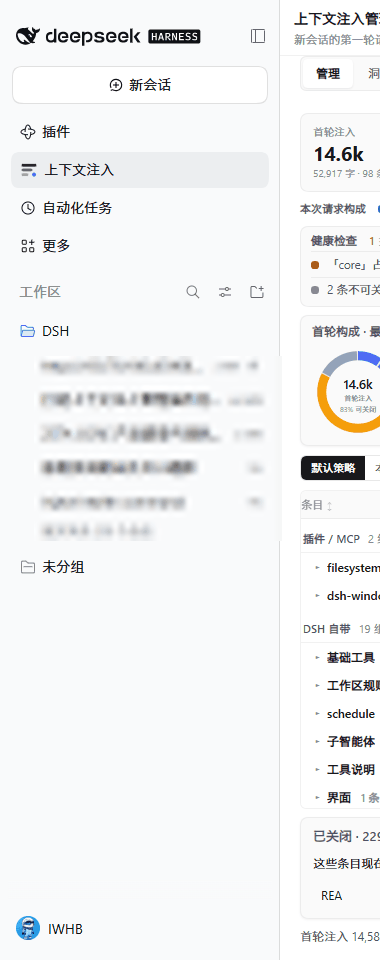 deepseek HARNESS
新会话
插件
上下文注入
自动化任务
更多
工作区
DSH
未分组
IWHB
上下文注入管
新会话的第一轮
管理
首轮注入
14.6k
52,917 字 · 98
本次请求构成
健康检查 1
「core」占
2 条不可关
首轮构成 · 最
14.6k
首轮注入
83% 可关闭
默认策略
条目
插件 / MCP 2
filesystem
dsh-windo
DSH 自带 19
基础工具
工作区规则
schedule
子智能体
工具说明
界面 1 条
已关闭 · 229
这些条目现在
REA
首轮注入 14,58